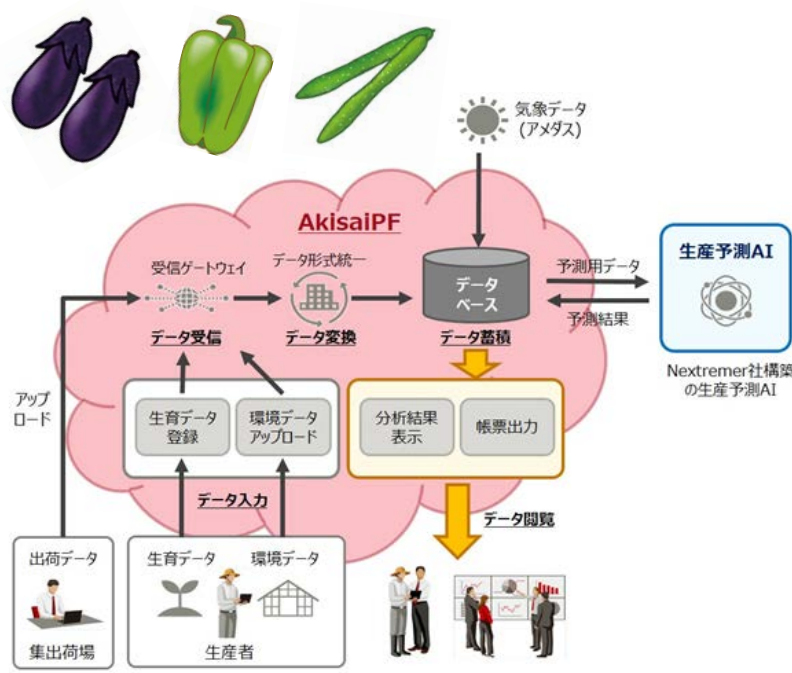 気象データ
(アメダス)
AkisaiPF
受信ゲートウェイ
データ形式統一
データ
ベース
予測用データ
予測結果
生産予測AI
Nextremer社構築
の生産予測AI
データ受信
データ変換
データ蓄積
アップ
ロード
生育データ
登録
環境データ
アップロード
分析結果
表示
帳票出力
データ入力
データ閲覧
出荷データ
集出荷場
生育データ
環境データ
生産者